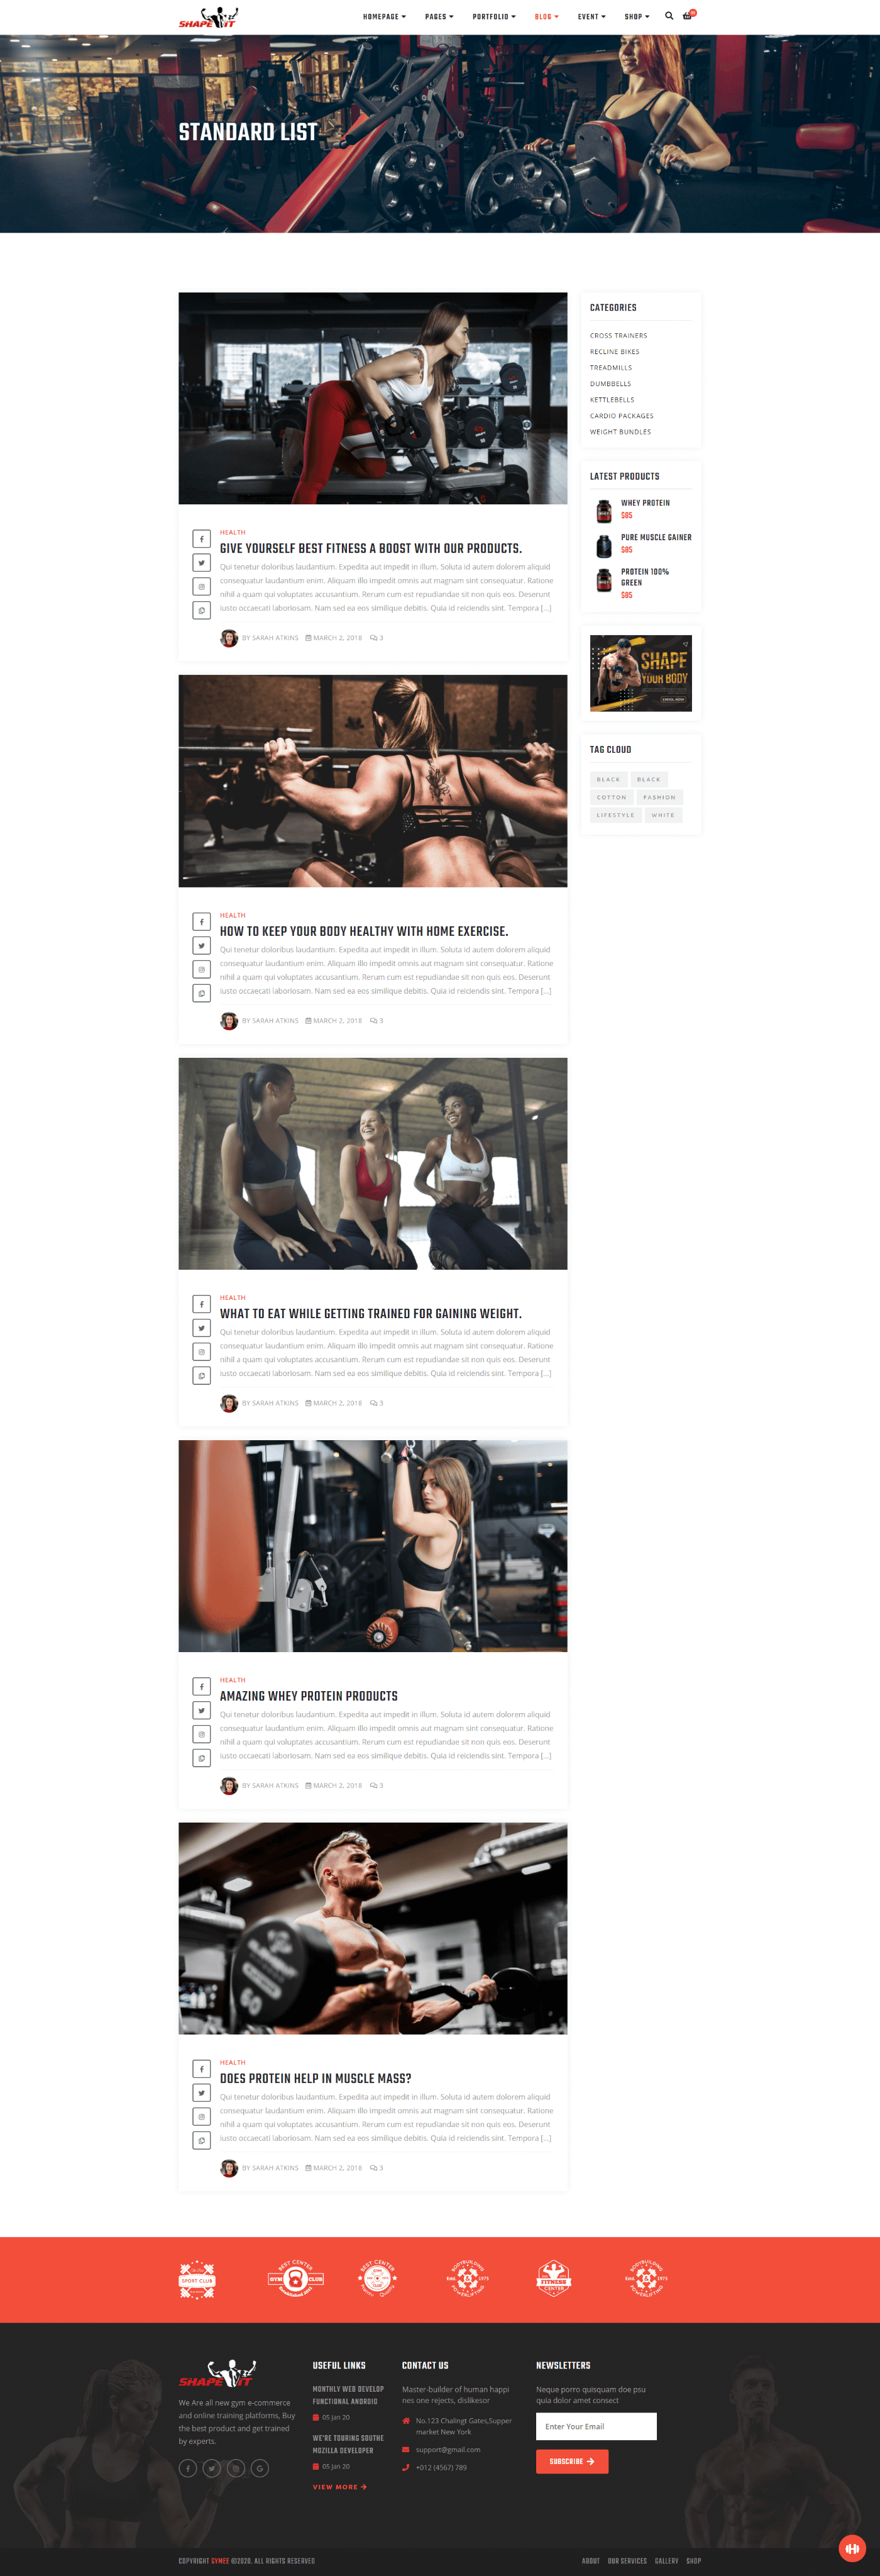 SHAPE IT
HOMEPAGE PAGES PORTFOLIO BLOG EVENT SHOP
STANDARD LIST
HEALTH
GIVE YOURSELF BEST FITNESS A BOOST WITH OUR PRODUCTS.
Qui tenetur doloribus laudantium. Expedita aut impedit in illum. Soluta id autem dolorem aliquid
consequatur laudantium enim. Aliquam illo impedit omnis aut magnam sint consequatur. Ratione
nihil a quam qui voluptates accusantium. Rerum cum est repudiandae sit non quis eos. Deserunt
iusto occaecati laboriosam. Nam sed ea eos similique debitis. Quia id reiciendis sint. Tempora [...]
BY SARAH ATKINS MARCH 2, 2018 3
HEALTH
HOW TO KEEP YOUR BODY HEALTHY WITH HOME EXERCISE.
Qui tenetur doloribus laudantium. Expedita aut impedit in illum. Soluta id autem dolorem aliquid
consequatur laudantium enim. Aliquam illo impedit omnis aut magnam sint consequatur. Ratione
nihil a quam qui voluptates accusantium. Rerum cum est repudiandae sit non quis eos. Deserunt
iusto occaecati laboriosam. Nam sed ea eos similique debitis. Quia id reiciendis sint. Tempora [...]
BY SARAH ATKINS MARCH 2, 2018 3
HEALTH
WHAT TO EAT WHILE GETTING TRAINED FOR GAINING WEIGHT.
Qui tenetur doloribus laudantium. Expedita aut impedit in illum. Soluta id autem dolorem aliquid
consequatur laudantium enim. Aliquam illo impedit omnis aut magnam sint consequatur. Ratione
nihil a quam qui voluptates accusantium. Rerum cum est repudiandae sit non quis eos. Deserunt
iusto occaecati laboriosam. Nam sed ea eos similique debitis. Quia id reiciendis sint. Tempora [...]
BY SARAH ATKINS MARCH 2, 2018 3
HEALTH
AMAZING WHEY PROTEIN PRODUCTS
Qui tenetur doloribus laudantium. Expedita aut impedit in illum. Soluta id autem dolorem aliquid
consequatur laudantium enim. Aliquam illo impedit omnis aut magnam sint consequatur. Ratione
nihil a quam qui voluptates accusantium. Rerum cum est repudiandae sit non quis eos. Deserunt
iusto occaecati laboriosam. Nam sed ea eos similique debitis. Quia id reiciendis sint. Tempora [...]
BY SARAH ATKINS MARCH 2, 2018 3
HEALTH
DOES PROTEIN HELP IN MUSCLE MASS?
Qui tenetur doloribus laudantium. Expedita aut impedit in illum. Soluta id autem dolorem aliquid
consequatur laudantium enim. Aliquam illo impedit omnis aut magnam sint consequatur. Ratione
nihil a quam qui voluptates accusantium. Rerum cum est repudiandae sit non quis eos. Deserunt
iusto occaecati laboriosam. Nam sed ea eos similique debitis. Quia id reiciendis sint. Tempora [...]
BY SARAH ATKINS MARCH 2, 2018 3
CATEGORIES
CROSS TRAINERS
RECLINE BIKES
TREADMILLS
DUMBBELLS
KETTLEBELLS
CARDIO PACKAGES
WEIGHT BUNDLES
LATEST PRODUCTS
WHEY PROTEIN
$85
PURE MUSCLE GAINER
$85
PROTEIN 100%
GREEN
$85
SHAPE
YOUR BODY
ENROL NOW
TAG CLOUD
BLACK BLACK
COTTON FASHION
LIFESTYLE WHITE
SPORT CLUB
BEST CENTER
GYM CLUB
BEST CENTER
BODYBUILDING
Est. & 1975
POWERLIFTING
FITNESS
CENTER
BODYBUILDING
Est. & 1975
POWERLIFTING
SHAPE IT
We Are all new gym e-commerce
and online training platforms, Buy
the best product and get trained
by experts.
USEFUL LINKS
MONTHLY WEB DEVELOP
FUNCTIONAL ANDROID
05 Jan 20
WE'RE TOURING SOUTHE
MOZILLA DEVELOPER
05 Jan 20
VIEW MORE
CONTACT US
Master-builder of human happi
nes one rejects, dislikesor
No.123 Chalingt Gates,Supper
market New York
support@gmail.com
+012 (4567) 789
NEWSLETTERS
Neque porro quisquam doe psu
quia dolor amet consect
Enter Your Email
SUBSCRIBE
COPYRIGHT GYMEE @2020. ALL RIGHTS RESERVED
ABOUT OUR SERVICES GALLERY SHOP